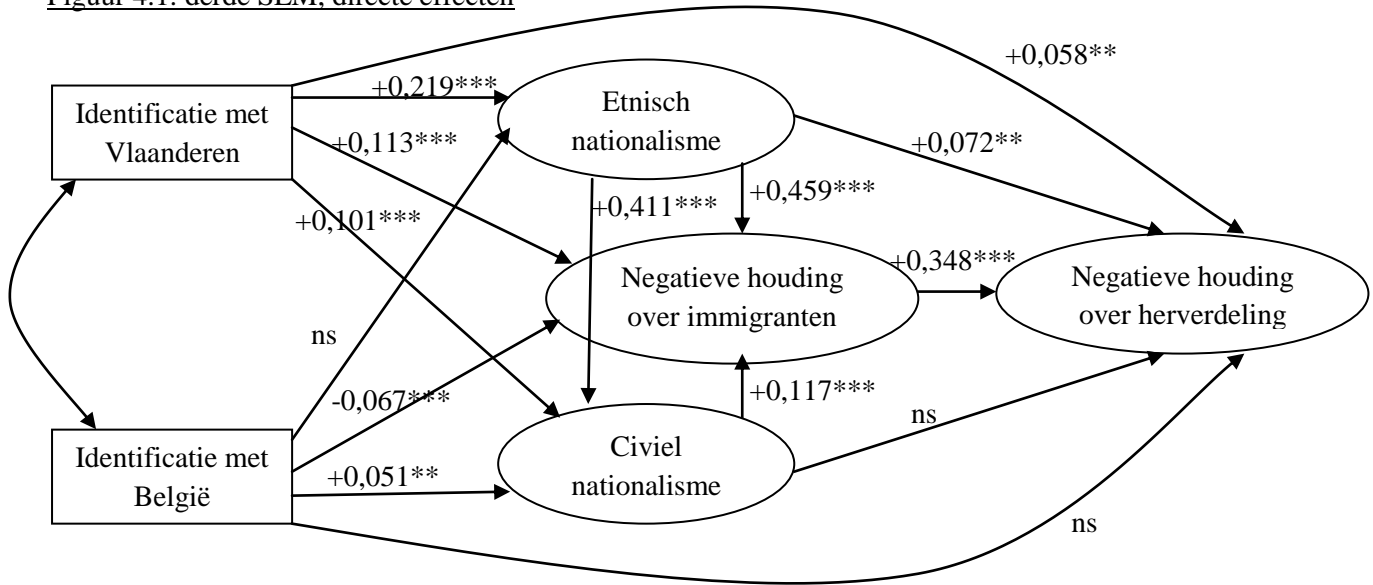 Figuur 4.1: derde SEM, directe effecten
+0,058**
+0,219***
Identificatie met
Vlaanderen
Etnisch
nationalisme
+0,113***
+0,072**
+0,459***
+0,411***
+0,101***
+0,348***
Negatieve houding
over immigranten
Negatieve houding
over herverdeling
ns
-0,067***
+0,117***
ns
Identificatie met
België
Civiel
nationalisme
+0,051**
ns